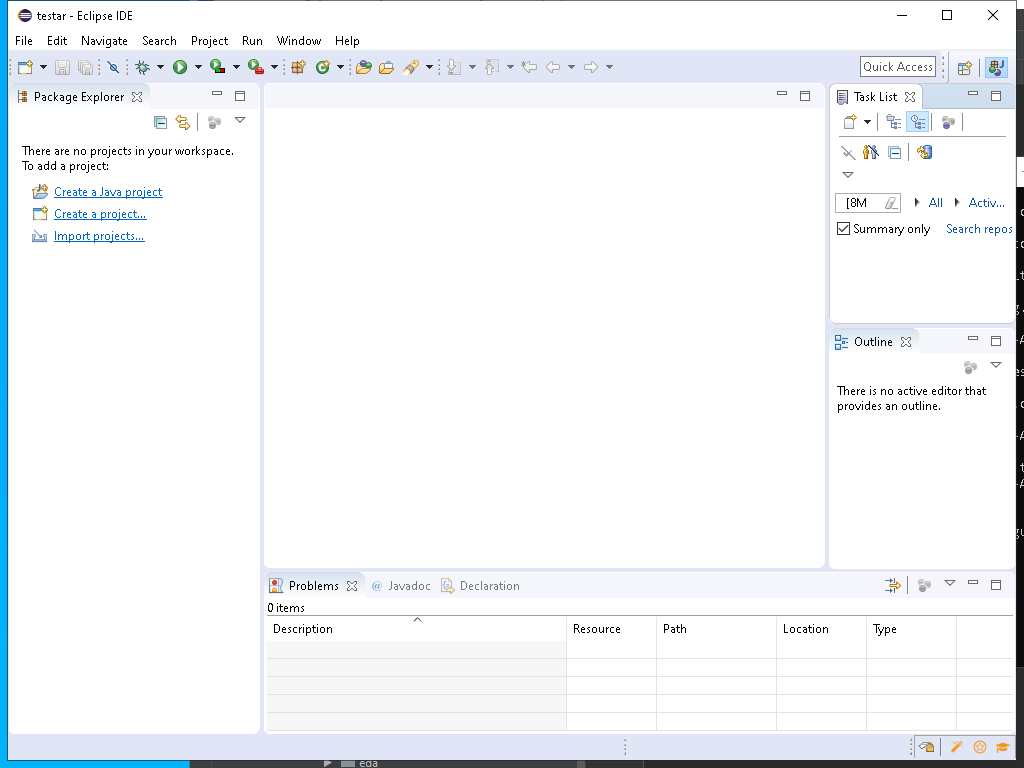 testar - Eclipse IDE
File Edit Navigate Search Project Run Window Help
Quick Access
Package Explorer
There are no projects in your workspace.
To add a project:
Create a Java project
Create a project...
Import projects...
Task List
[8M All Activ...
Summary only Search repos
Outline
There is no active editor that
provides an outline.
Problems @ Javadoc Declaration
0 items
Description Resource Path Location Type
eda